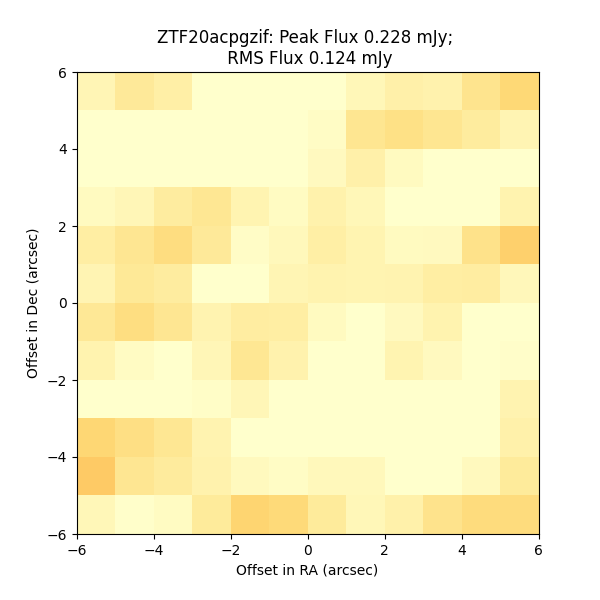 ZTF20acpgzif: Peak Flux 0.228 mJy;
RMS Flux 0.124 mJy
6
4
2
0
−2
−4
−6
Offset in Dec (arcsec)
−6 −4 −2 0 2 4 6
Offset in RA (arcsec)